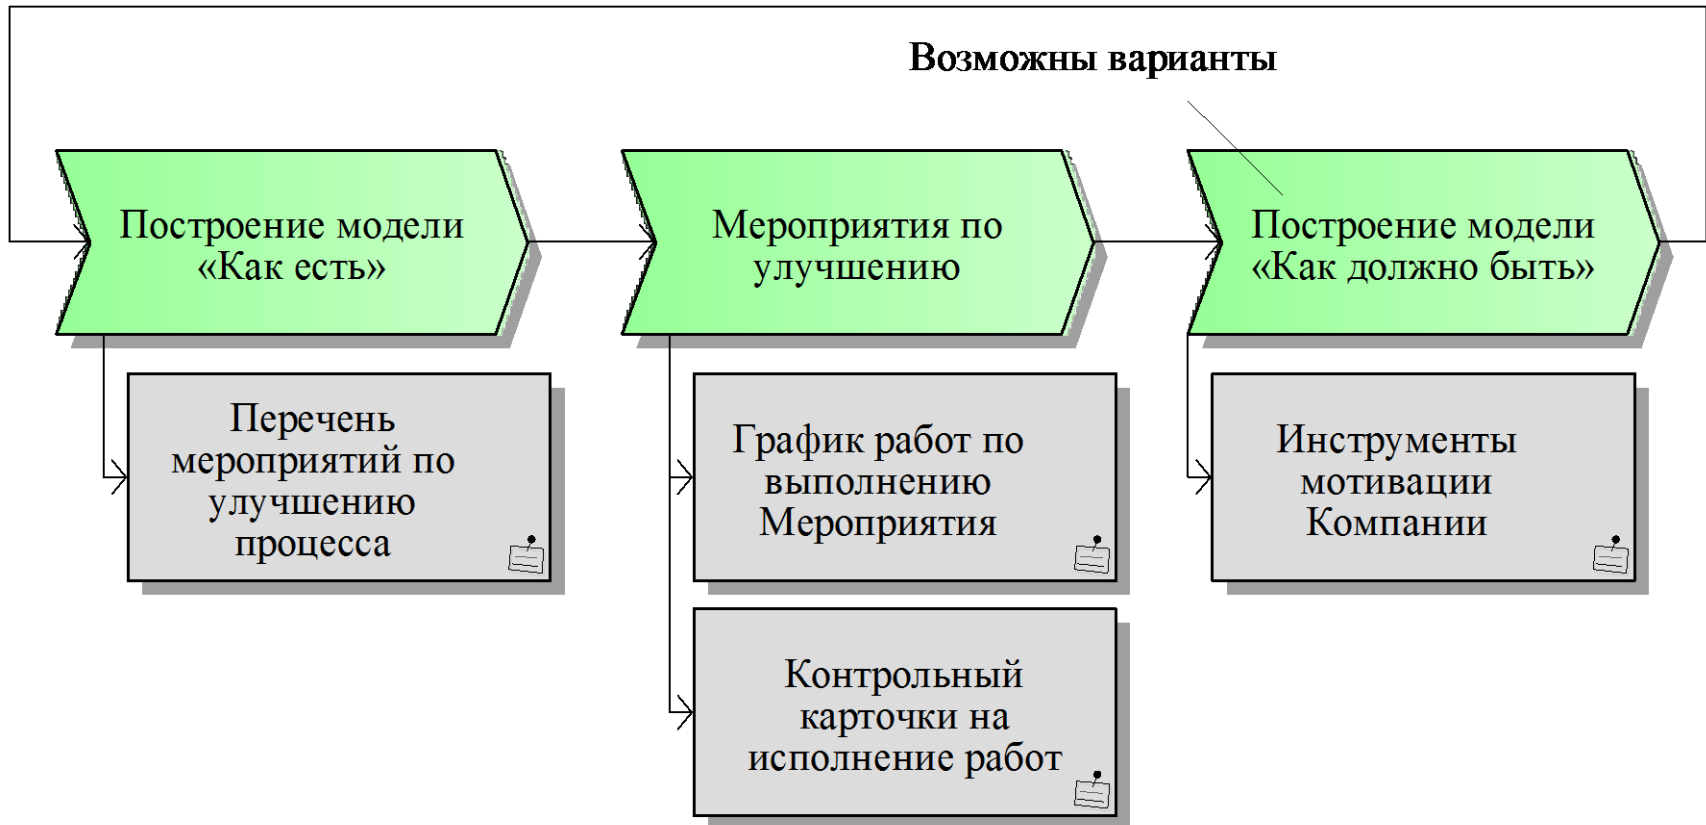 Возможны варианты
Построение модели
«Как есть»
Мероприятия по
улучшению
Построение модели
«Как должно быть»
Перечень
мероприятий по
улучшению
процесса
График работ по
выполнению
Мероприятия
Инструменты
мотивации
Компании
Контрольный
карточки на
исполнение работ